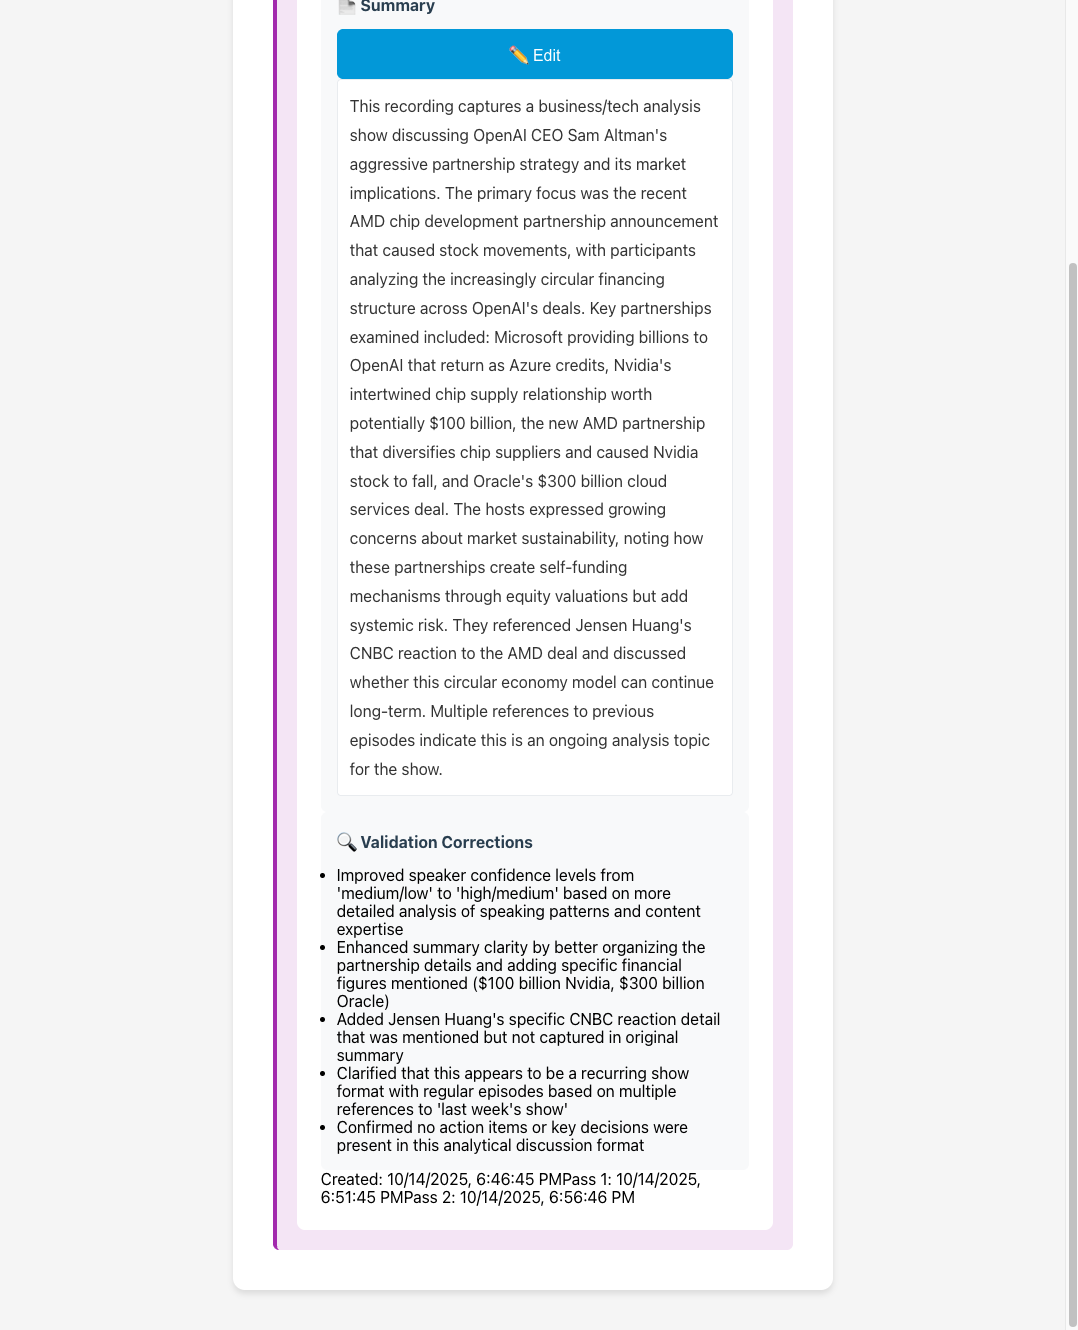 Summary
✏️ Edit
This recording captures a business/tech analysis
show discussing OpenAI CEO Sam Altman's
aggressive partnership strategy and its market
implications. The primary focus was the recent
AMD chip development partnership announcement
that caused stock movements, with participants
analyzing the increasingly circular financing
structure across OpenAI's deals. Key partnerships
examined included: Microsoft providing billions to
OpenAI that return as Azure credits, Nvidia's
intertwined chip supply relationship worth
potentially $100 billion, the new AMD partnership
that diversifies chip suppliers and caused Nvidia
stock to fall, and Oracle's $300 billion cloud
services deal. The hosts expressed growing
concerns about market sustainability, noting how
these partnerships create self-funding
mechanisms through equity valuations but add
systemic risk. They referenced Jensen Huang's
CNBC reaction to the AMD deal and discussed
whether this circular economy model can continue
long-term. Multiple references to previous
episodes indicate this is an ongoing analysis topic
for the show.
🔍 Validation Corrections
• Improved speaker confidence levels from
'medium/low' to 'high/medium' based on more
detailed analysis of speaking patterns and content
expertise
• Enhanced summary clarity by better organizing the
partnership details and adding specific financial
figures mentioned ($100 billion Nvidia, $300 billion
Oracle)
• Added Jensen Huang's specific CNBC reaction detail
that was mentioned but not captured in original
summary
• Clarified that this appears to be a recurring show
format with regular episodes based on multiple
references to 'last week's show'
• Confirmed no action items or key decisions were
present in this analytical discussion format
Created: 10/14/2025, 6:46:45 PMPass 1: 10/14/2025,
6:51:45 PMPass 2: 10/14/2025, 6:56:46 PM